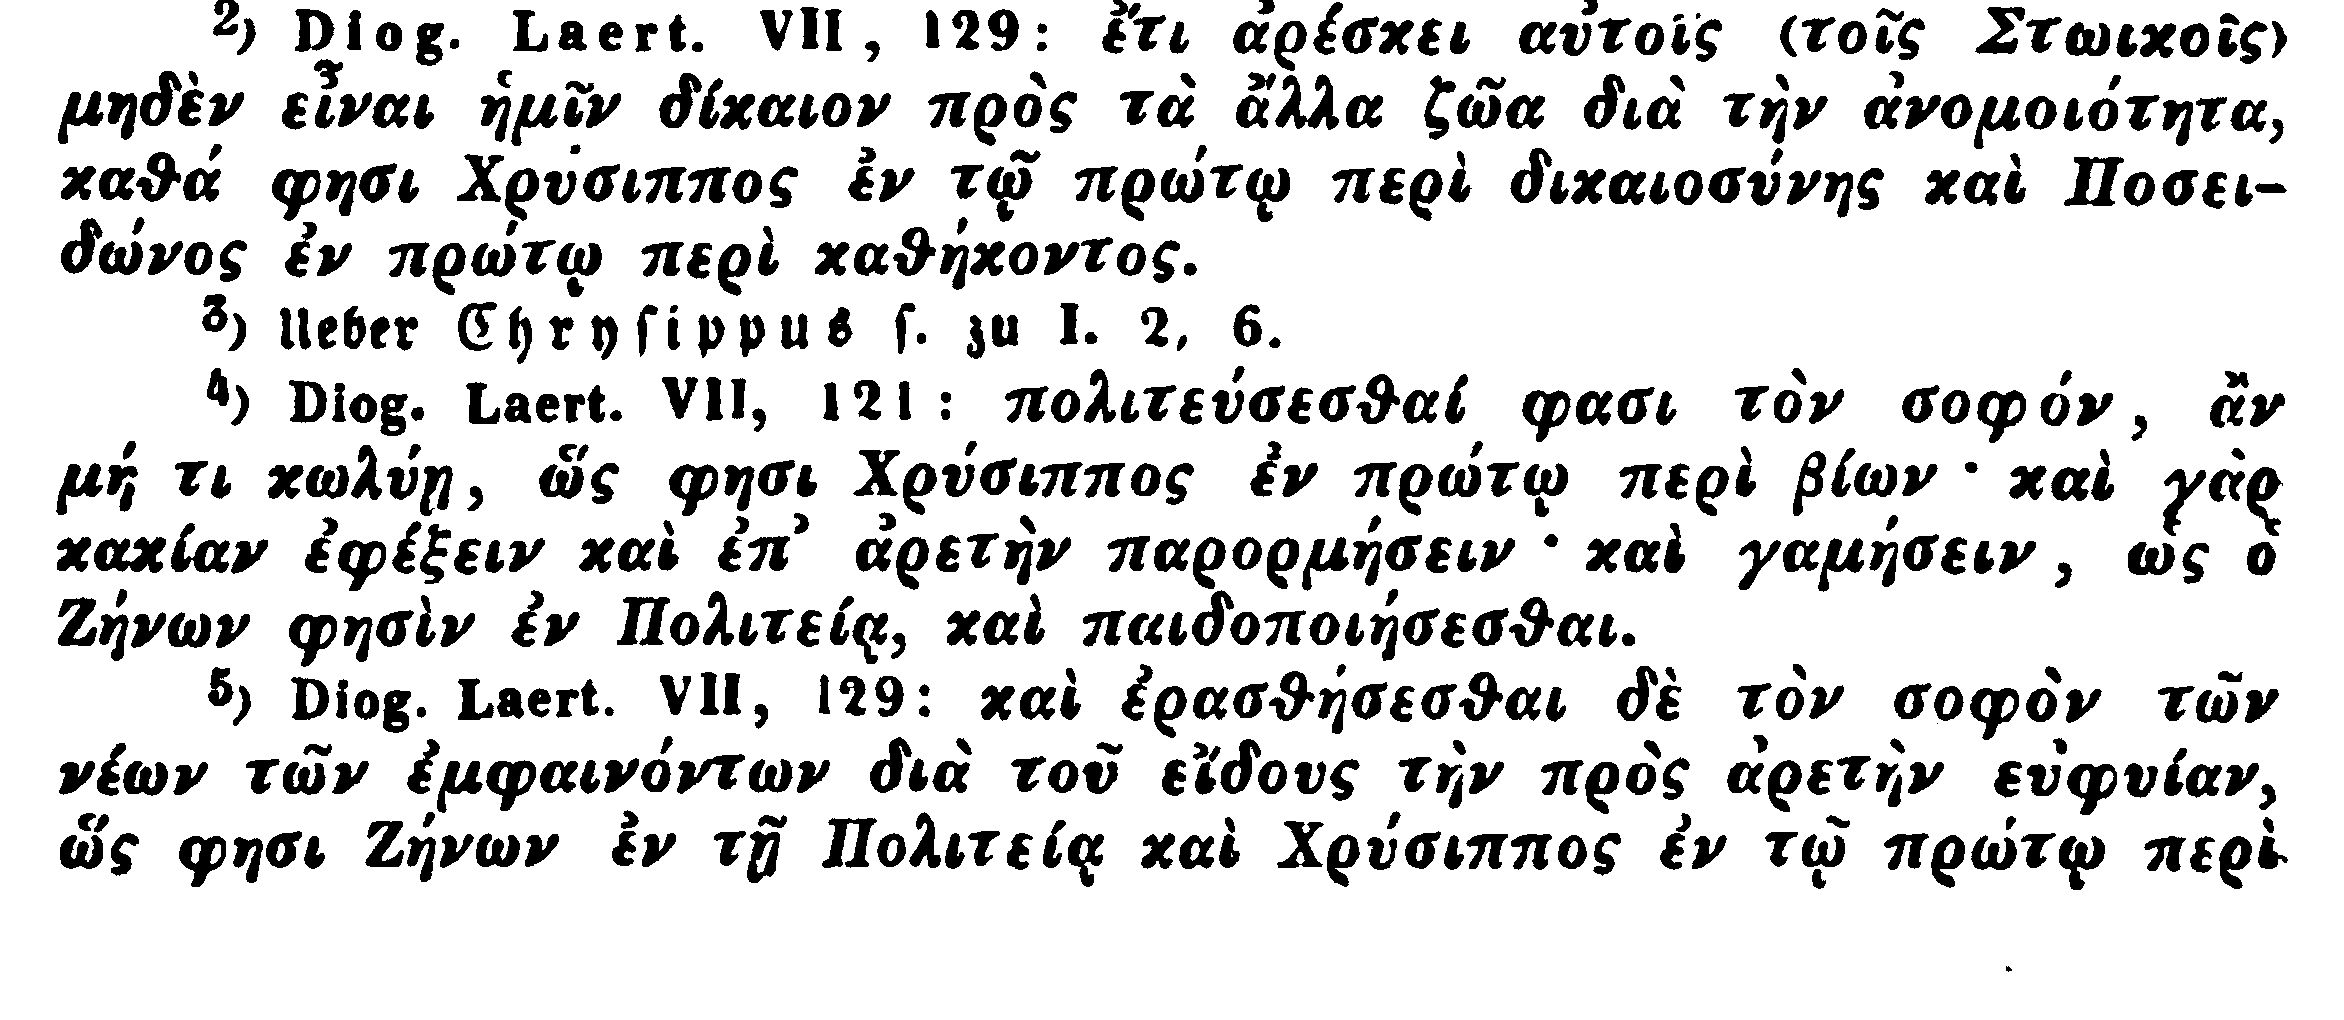 ²) Diog. Laert. VII, 129: ἔτι ἀρέσκει αὐτοῖς (τοῖς Στωικοῖς)
μηδὲν εἶναι ἡμῖν δίκαιον πρὸς τὰ ἄλλα ζῶα διὰ τὴν ἀνομοιότητα,
καθά φησι Χρύσιππος ἐν τῷ πρώτῳ περὶ δικαιοσύνης καὶ Ποσει-
δώνος ἐν πρώτῳ περὶ καθήκοντος.
³) Ueber Chrysippus s. zu I. 2, 6.
⁴) Diog. Laert. VII, 121: πολιτεύσεσθαί φασι τὸν σοφόν, ἂν
μή τι κωλύῃ, ὥς φησι Χρύσιππος ἐν πρώτῳ περὶ βίων · καὶ γὰρ
κακίαν ἐφέξειν καὶ ἐπ᾽ ἀρετὴν παρορμήσειν · καὶ γαμήσειν, ὡς ὁ
Ζήνων φησὶν ἐν Πολιτείᾳ, καὶ παιδοποιήσεσθαι.
⁵) Diog. Laert. VII, 129: καὶ ἐρασθήσεσθαι δὲ τὸν σοφὸν τῶν
νέων τῶν ἐμφαινόντων διὰ τοῦ εἴδους τὴν πρὸς ἀρετὴν εὐφυίαν,
ὥς φησι Ζήνων ἐν τῇ Πολιτείᾳ καὶ Χρύσιππος ἐν τῷ πρώτῳ περὶ